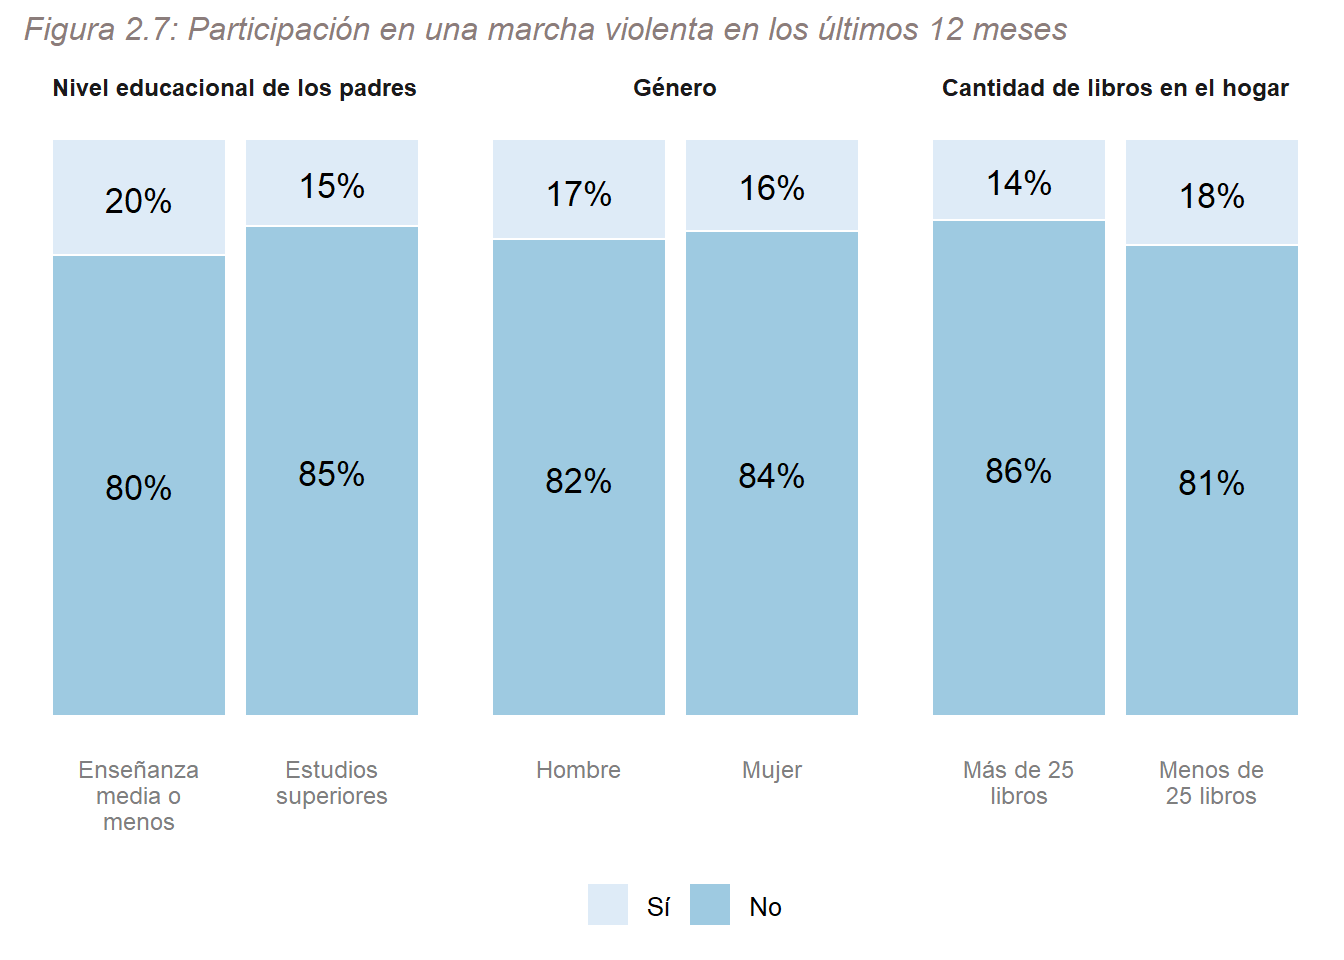 Figura 2.7: Participación en una marcha violenta en los últimos 12 meses
Nivel educacional de los padres
Género
Cantidad de libros en el hogar
20%
15%
17%
16%
14%
18%
80%
85%
82%
84%
86%
81%
Enseñanza
media o
menos
Estudios
superiores
Hombre
Mujer
Más de 25
libros
Menos de
25 libros
Sí
No